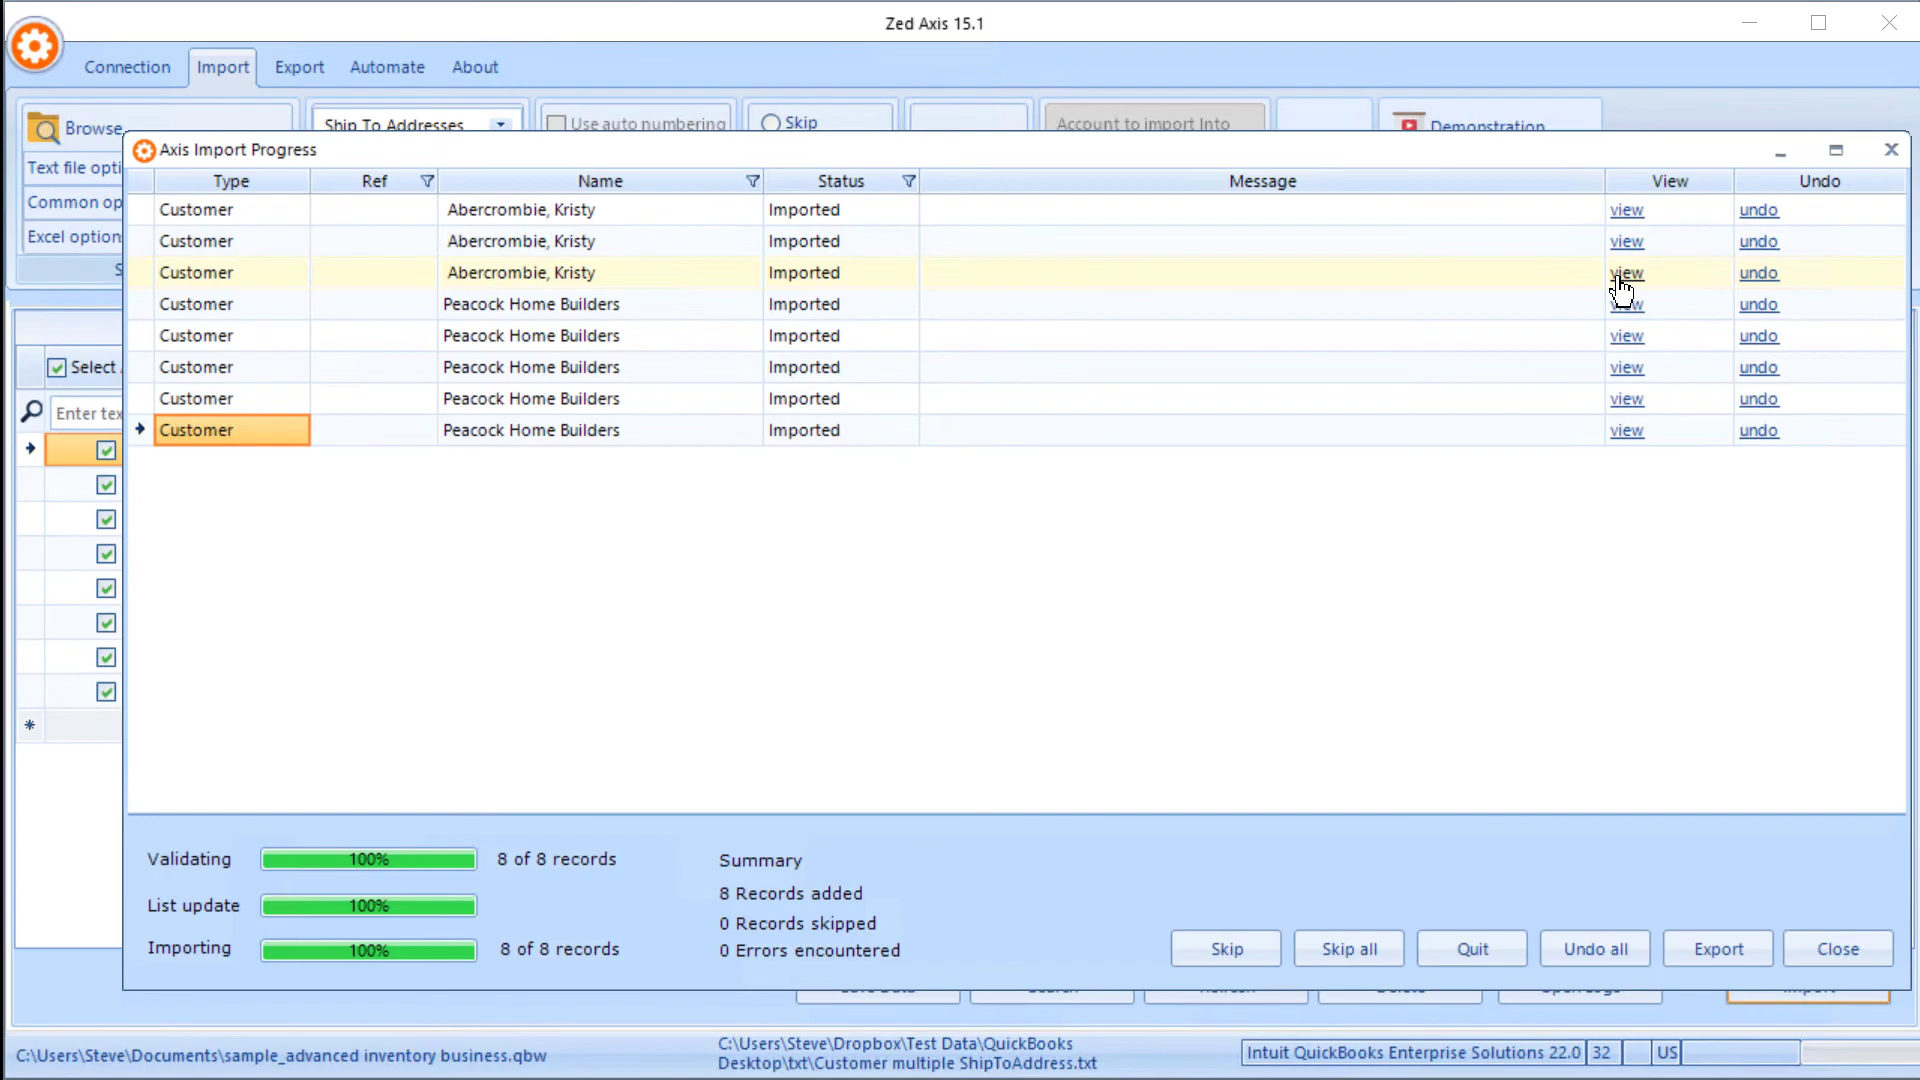 Zed Axis 15.1
Connection Import Export Automate About
Browse Ship To Addresses Use auto numbering Skip Account to import Into Demonstration
Text file opti
Common op
Excel option
S
Axis Import Progress
Type Ref Name Status Message View Undo
Customer Abercrombie, Kristy Imported view undo
Customer Abercrombie, Kristy Imported view undo
Customer Abercrombie, Kristy Imported view undo
Customer Peacock Home Builders Imported view undo
Customer Peacock Home Builders Imported view undo
Customer Peacock Home Builders Imported view undo
Customer Peacock Home Builders Imported view undo
Customer Peacock Home Builders Imported view undo
Select
Enter tex
Validating 100% 8 of 8 records
List update 100%
Importing 100% 8 of 8 records
Summary
8 Records added
0 Records skipped
0 Errors encountered
Skip Skip all Quit Undo all Export Close
C:\Users\Steve\Documents\sample_advanced inventory business.qbw
C:\Users\Steve\Dropbox\Test Data\QuickBooks
Desktop\txt\Customer multiple ShipToAddress.txt
Intuit QuickBooks Enterprise Solutions 22.0 32 US